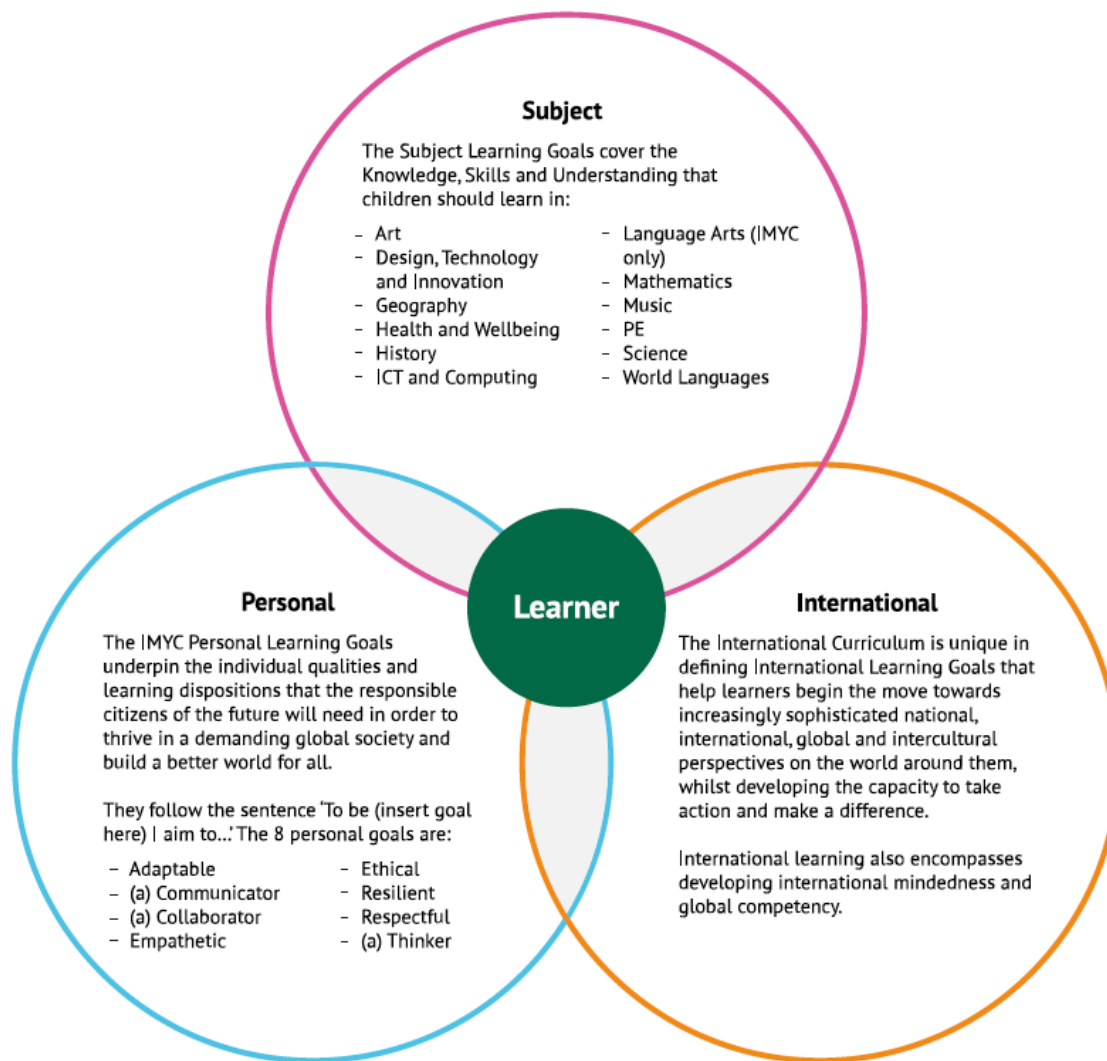 Subject
The Subject Learning Goals cover the
Knowledge, Skills and Understanding that
children should learn in:
– Art
– Design, Technology
and Innovation
– Geography
– Health and Wellbeing
– History
– ICT and Computing
– Language Arts (IMYC
only)
– Mathematics
– Music
– PE
– Science
– World Languages
Learner
Personal
The IMYC Personal Learning Goals
underpin the individual qualities and
learning dispositions that the responsible
citizens of the future will need in order to
thrive in a demanding global society and
build a better world for all.
They follow the sentence ‘To be (insert goal
here) I aim to...’ The 8 personal goals are:
– Adaptable
– (a) Communicator
– (a) Collaborator
– Empathetic
– Ethical
– Resilient
– Respectful
– (a) Thinker
International
The International Curriculum is unique in
defining International Learning Goals that
help learners begin the move towards
increasingly sophisticated national,
international, global and intercultural
perspectives on the world around them,
whilst developing the capacity to take
action and make a difference.
International learning also encompasses
developing international mindedness and
global competency.